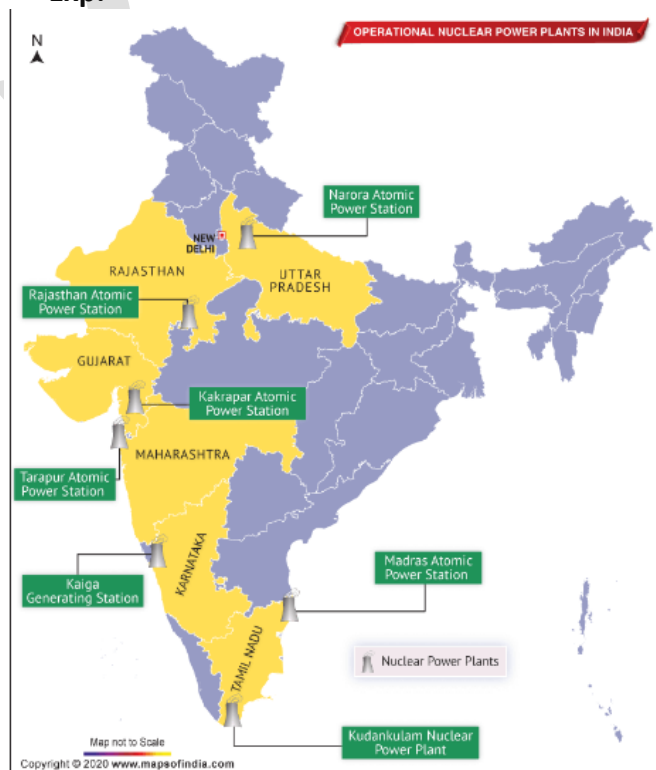 N
OPERATIONAL NUCLEAR POWER PLANTS IN INDIA
Narora Atomic
Power Station
NEW
DELHI
RAJASTHAN
UTTAR
PRADESH
Rajasthan Atomic
Power Station
GUJARAT
Kakrapar Atomic
Power Station
MAHARASHTRA
Tarapur Atomic
Power Station
KARNATAKA
Madras Atomic
Power Station
Kaiga
Generating Station
TAMIL NADU
Nuclear Power Plants
Kudankulam Nuclear
Power Plant
Map not to Scale
Copyright © 2020 www.mapsofindia.com